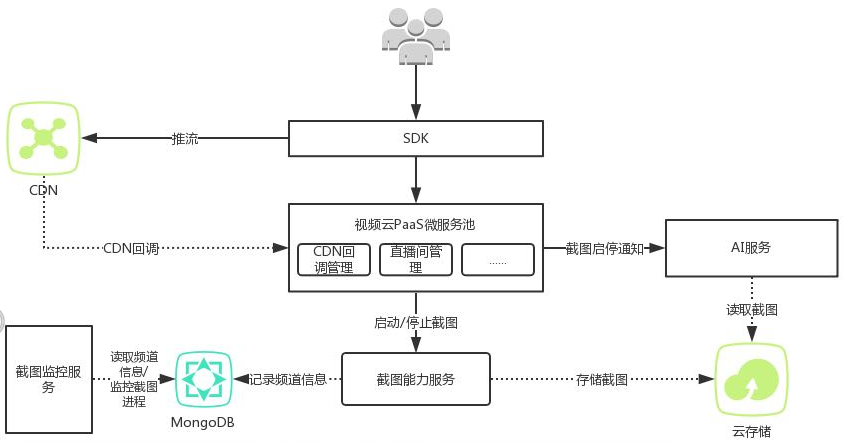 SDK
推流
CDN
视频云PaaS微服务池
CDN回
调管理
直播间管
理
......
CDN回调
截图启停通知
AI服务
读取截图
启动/停止截图
截图监控服
务
读取频道
信息/
监控截图
进程
MongoDB
记录频道信息
截图能力服务
存储截图
云存储